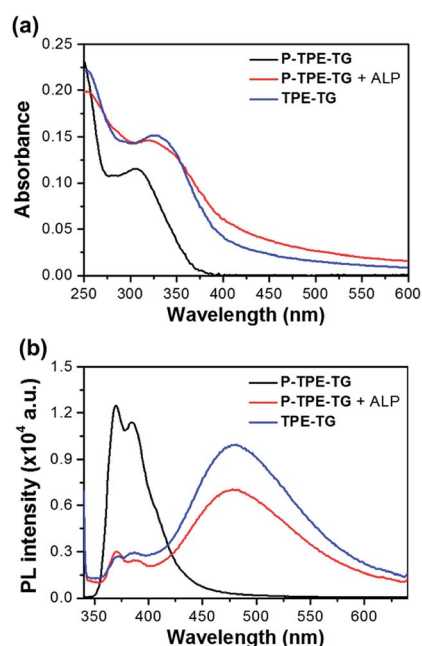 (a)
0.25
0.20
0.15
0.10
0.05
0.00
Absorbance
P-TPE-TG
P-TPE-TG + ALP
TPE-TG
250 300 350 400 450 500 550 600
Wavelength (nm)
(b)
1.5
1.2
0.9
0.6
0.3
0.0
PL intensity (x10⁴ a.u.)
P-TPE-TG
P-TPE-TG + ALP
TPE-TG
350 400 450 500 550 600
Wavelength (nm)